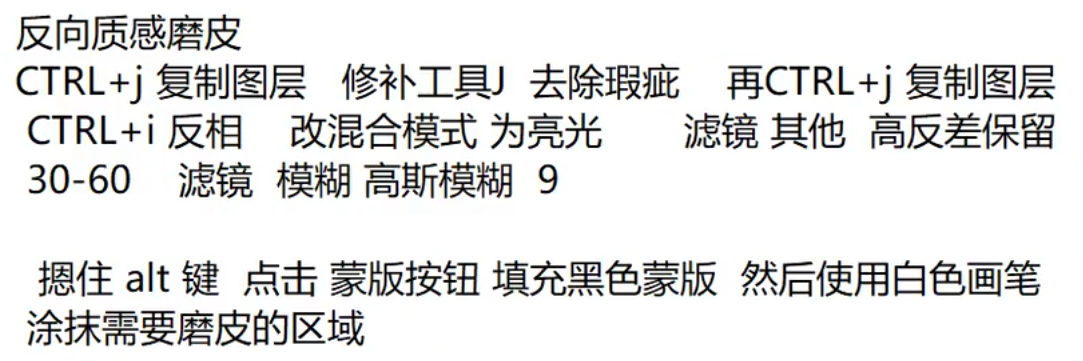 反向质感磨皮
CTRL+j 复制图层 修补工具J 去除瑕疵 再CTRL+j 复制图层
CTRL+i 反相 改混合模式 为亮光 滤镜 其他 高反差保留
30-60 滤镜 模糊 高斯模糊 9
摁住 alt 键 点击 蒙版按钮 填充黑色蒙版 然后使用白色画笔
涂抹需要磨皮的区域